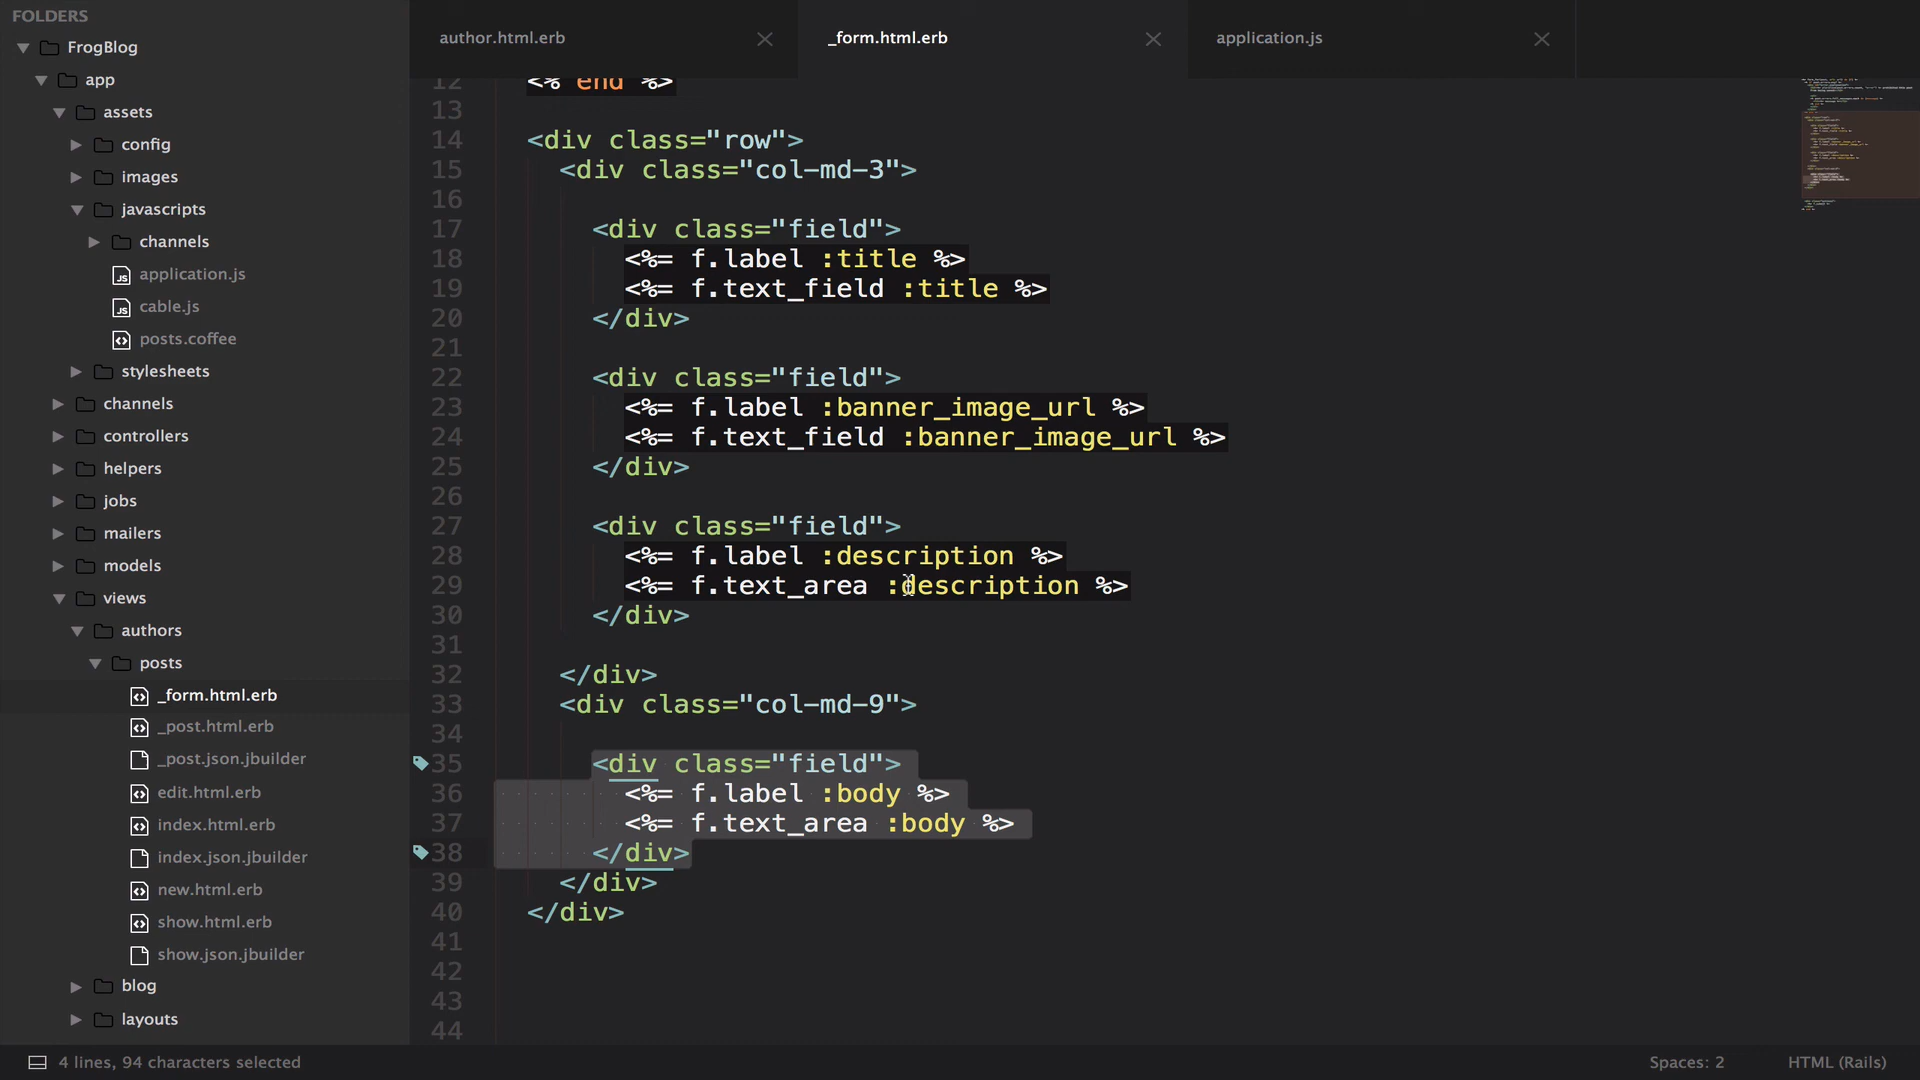 FOLDERS
FrogBlog
app
assets
config
images
javascripts
channels
application.js
cable.js
posts.coffee
stylesheets
channels
controllers
helpers
jobs
mailers
models
views
authors
posts
_form.html.erb
_post.html.erb
_post.json.jbuilder
edit.html.erb
index.html.erb
index.json.jbuilder
new.html.erb
show.html.erb
show.json.jbuilder
blog
layouts
author.html.erb
_form.html.erb
application.js
12 <% end %>
13
14 <div class="row">
15 <div class="col-md-3">
16
17 <div class="field">
18 <%= f.label :title %>
19 <%= f.text_field :title %>
20 </div>
21
22 <div class="field">
23 <%= f.label :banner_image_url %>
24 <%= f.text_field :banner_image_url %>
25 </div>
26
27 <div class="field">
28 <%= f.label :description %>
29 <%= f.text_area :description %>
30 </div>
31
32 </div>
33 <div class="col-md-9">
34
35 <div class="field">
36 <%= f.label :body %>
37 <%= f.text_area :body %>
38 </div>
39 </div>
40 </div>
41
42
43
44
4 lines, 94 characters selected
Spaces: 2
HTML (Rails)